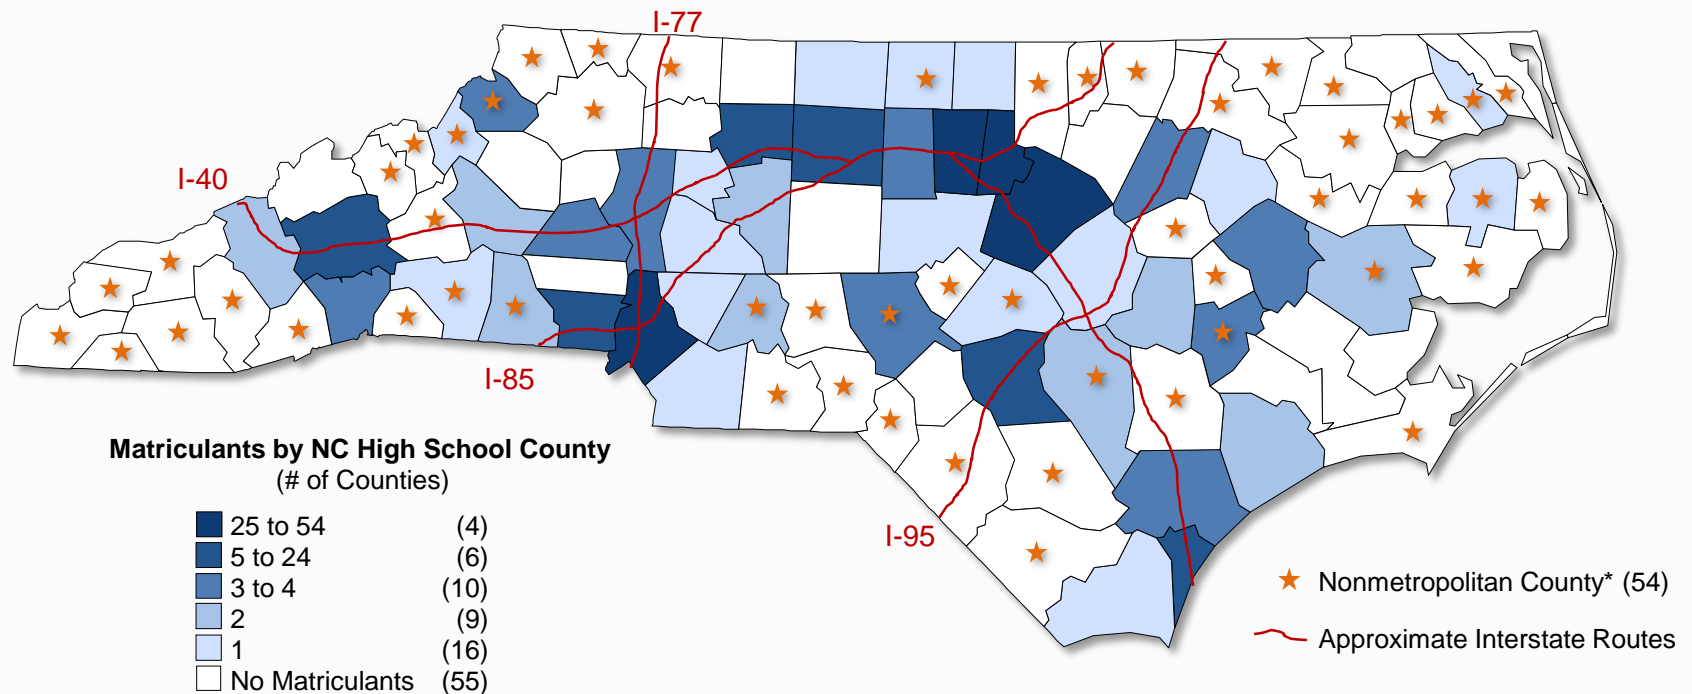 I-77
I-40
I-85
I-95
Matriculants by NC High School County
(# of Counties)
25 to 54 (4)
5 to 24 (6)
3 to 4 (10)
2 (9)
1 (16)
No Matriculants (55)
Nonmetropolitan County* (54)
Approximate Interstate Routes